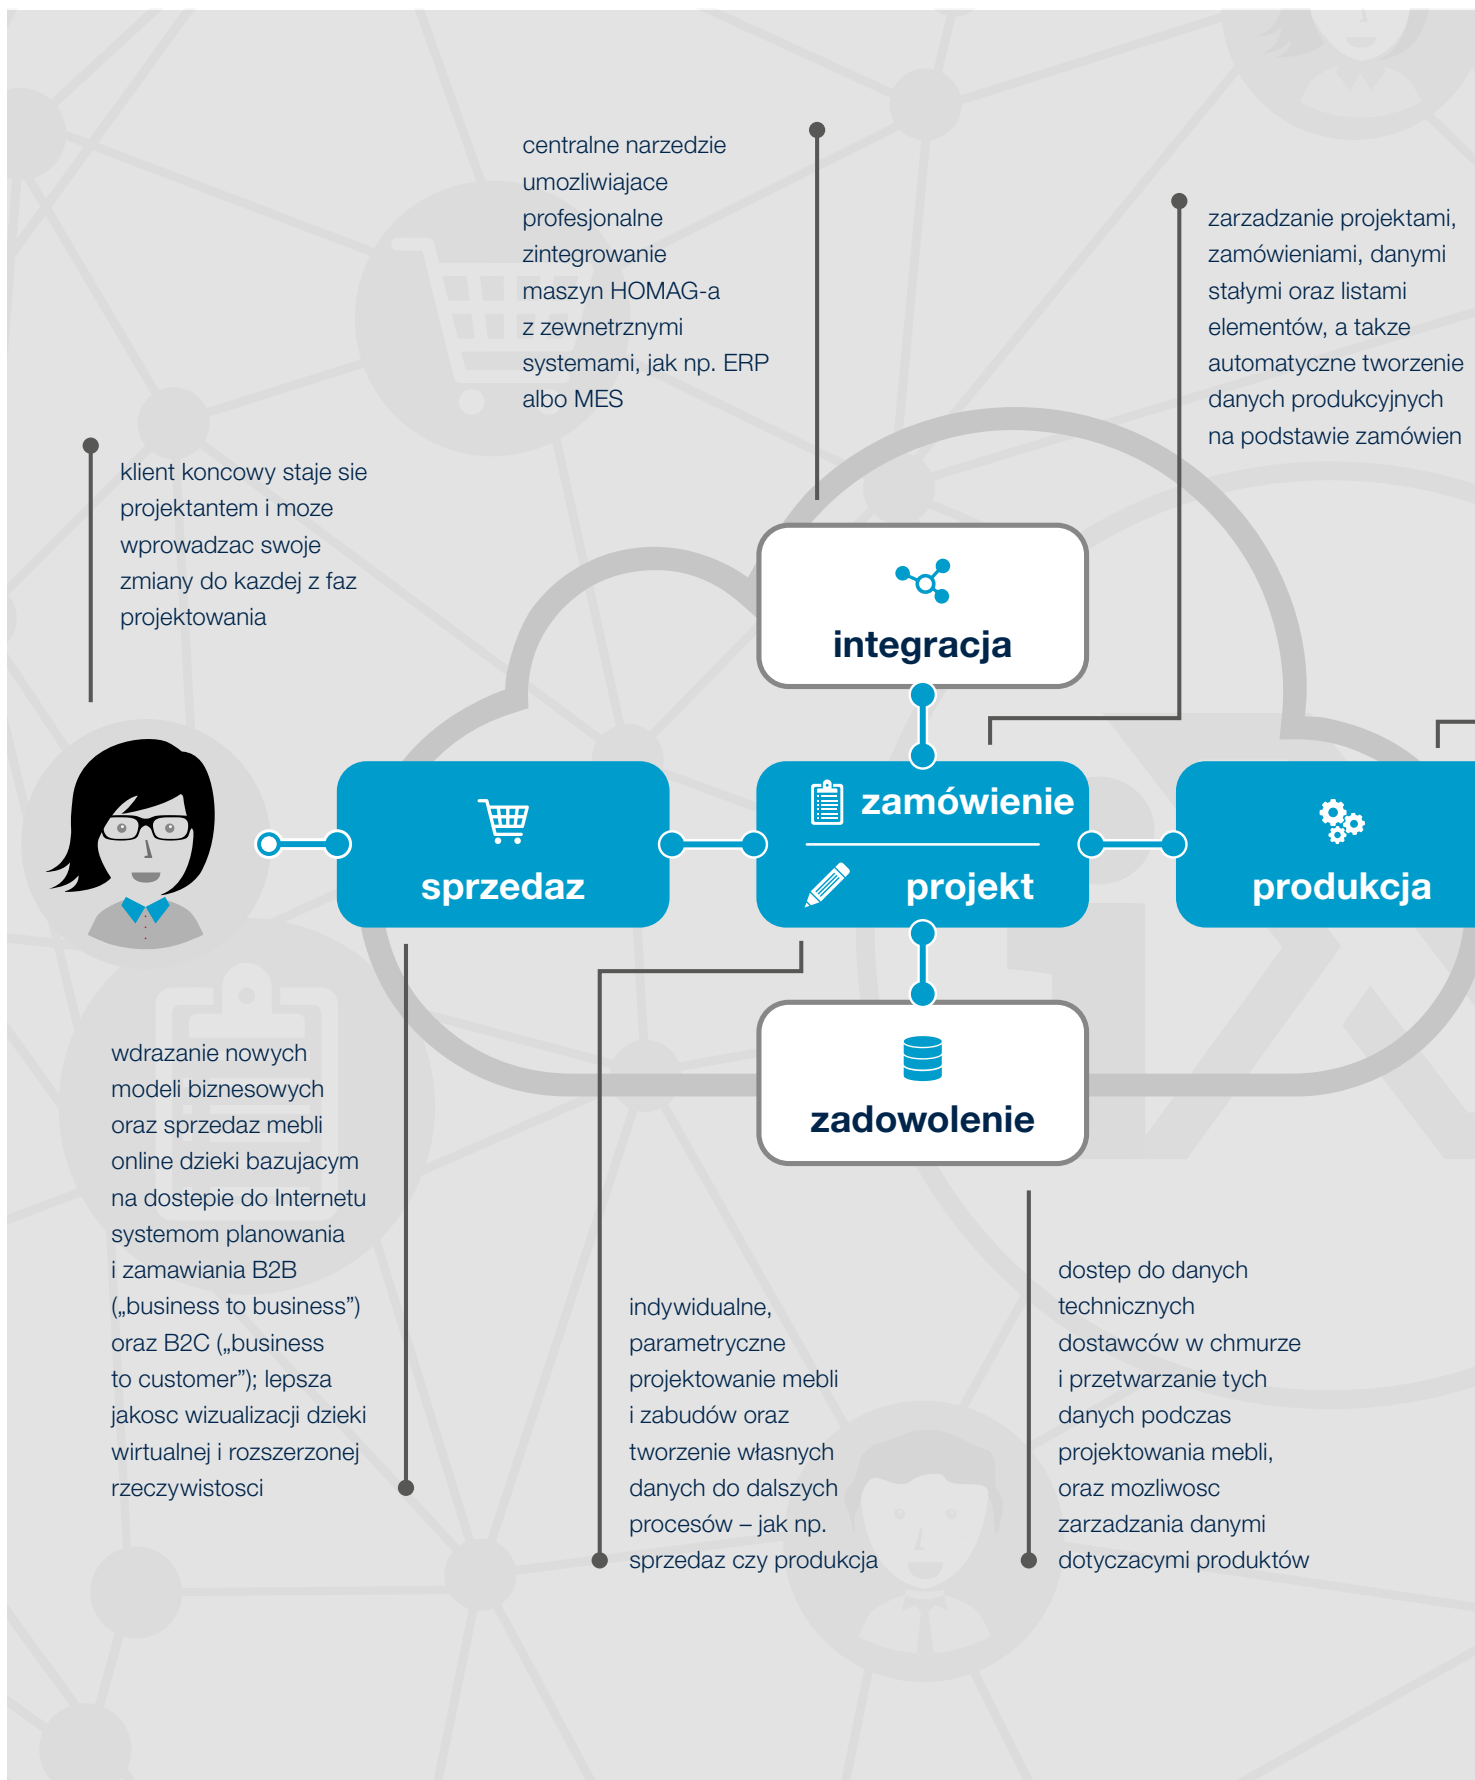 centralne narzedzie
umozliwiajace
profesjonalne
zintegrowanie
maszyn HOMAG-a
z zewnetrznymi
systemami, jak np. ERP
albo MES
zarzadzanie projektami,
zamówieniami, danymi
stałymi oraz listami
elementów, a takze
automatyczne tworzenie
danych produkcyjnych
na podstawie zamówien
klient koncowy staje sie
projektantem i moze
wprowadzac swoje
zmiany do kazdej z faz
projektowania
integracja
zamówienie
sprzedaz
projekt
produkcja
zadowolenie
wdrazanie nowych
modeli biznesowych
oraz sprzedaz mebli
online dzieki bazujacym
na dostepie do Internetu
systemom planowania
i zamawiania B2B
(„business to business”)
oraz B2C („business
to customer”); lepsza
jakosc wizualizacji dzieki
wirtualnej i rozszerzonej
rzeczywistosci
indywidualne,
parametryczne
projektowanie mebli
i zabudów oraz
tworzenie własnych
danych do dalszych
procesów – jak np.
sprzedaz czy produkcja
dostep do danych
technicznych
dostawców w chmurze
i przetwarzanie tych
danych podczas
projektowania mebli,
oraz mozliwosc
zarzadzania danymi
dotyczacymi produktów